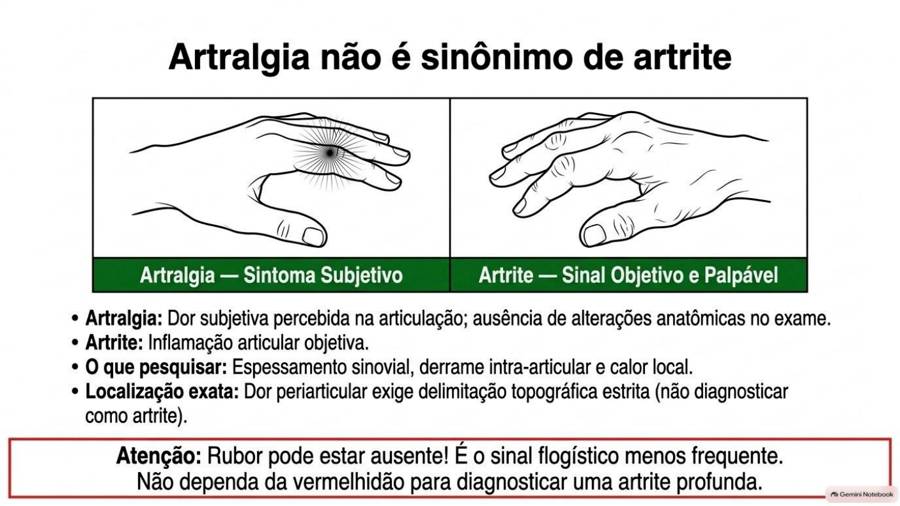 Artralgia não é sinônimo de artrite
Artralgia — Sintoma Subjetivo
Artrite — Sinal Objetivo e Palpável
• Artralgia: Dor subjetiva percebida na articulação; ausência de alterações anatômicas no exame.
• Artrite: Inflamação articular objetiva.
• O que pesquisar: Espessamento sinovial, derrame intra-articular e calor local.
• Localização exata: Dor periarticular exige delimitação topográfica estrita (não diagnosticar
como artrite).
Atenção: Rubor pode estar ausente! É o sinal flogístico menos frequente.
Não dependa da vermelhidão para diagnosticar uma artrite profunda.
Gemini Notebook